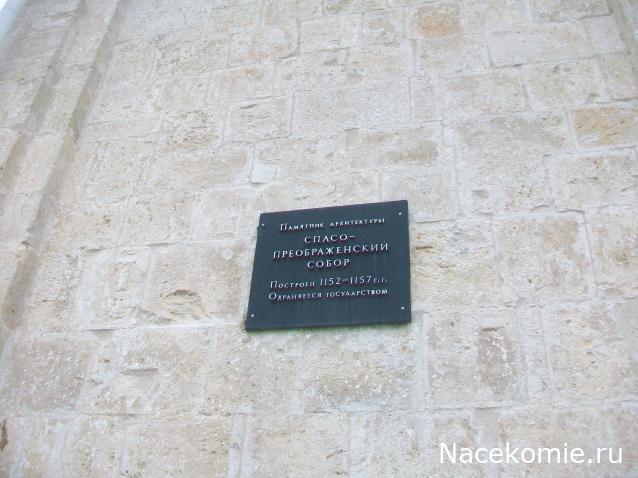 Памятник архитектуры
СПАСО-
ПРЕОБРАЖЕНСКИЙ
СОБОР
Построен 1152-1157 г.г.
Охраняется государством
Nacekomie.ru